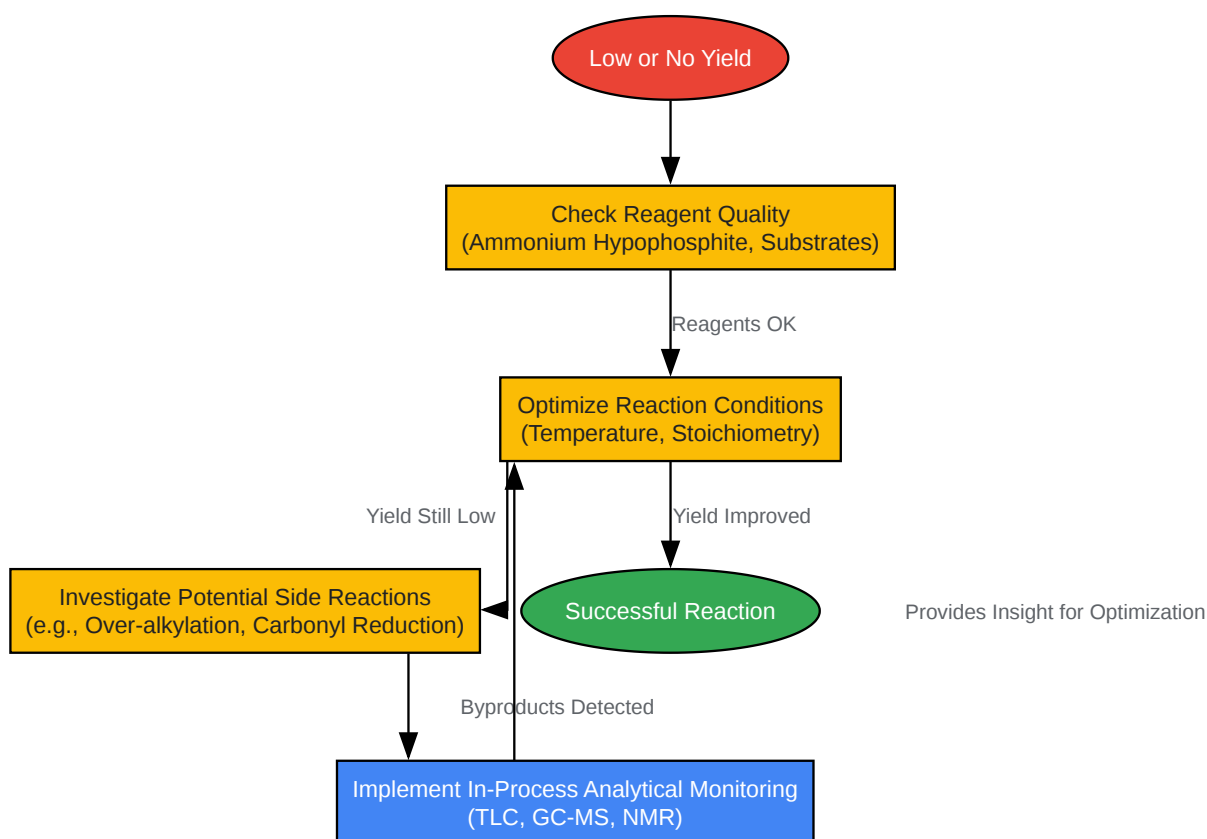 Low or No Yield
Check Reagent Quality
(Ammonium Hypophosphite, Substrates)
Reagents OK
Optimize Reaction Conditions
(Temperature, Stoichiometry)
Yield Still Low
Yield Improved
Investigate Potential Side Reactions
(e.g., Over-alkylation, Carbonyl Reduction)
Successful Reaction
Provides Insight for Optimization
Byproducts Detected
Implement In-Process Analytical Monitoring
(TLC, GC-MS, NMR)